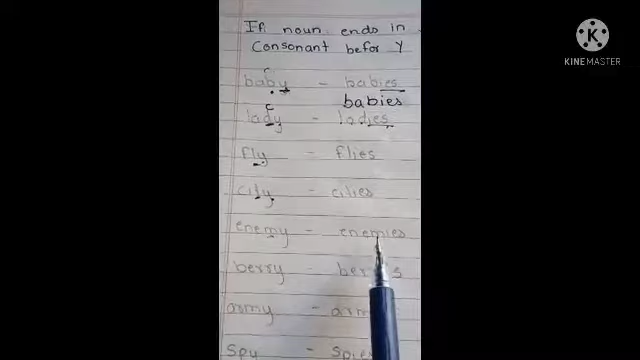 If A noun ends in
Consonant befor Y
KINEMASTER
c
baby - babies
babies
c
lady - ladies
fly - flies
city - cities
enemy - enemies
berry -
army -
spy - spies